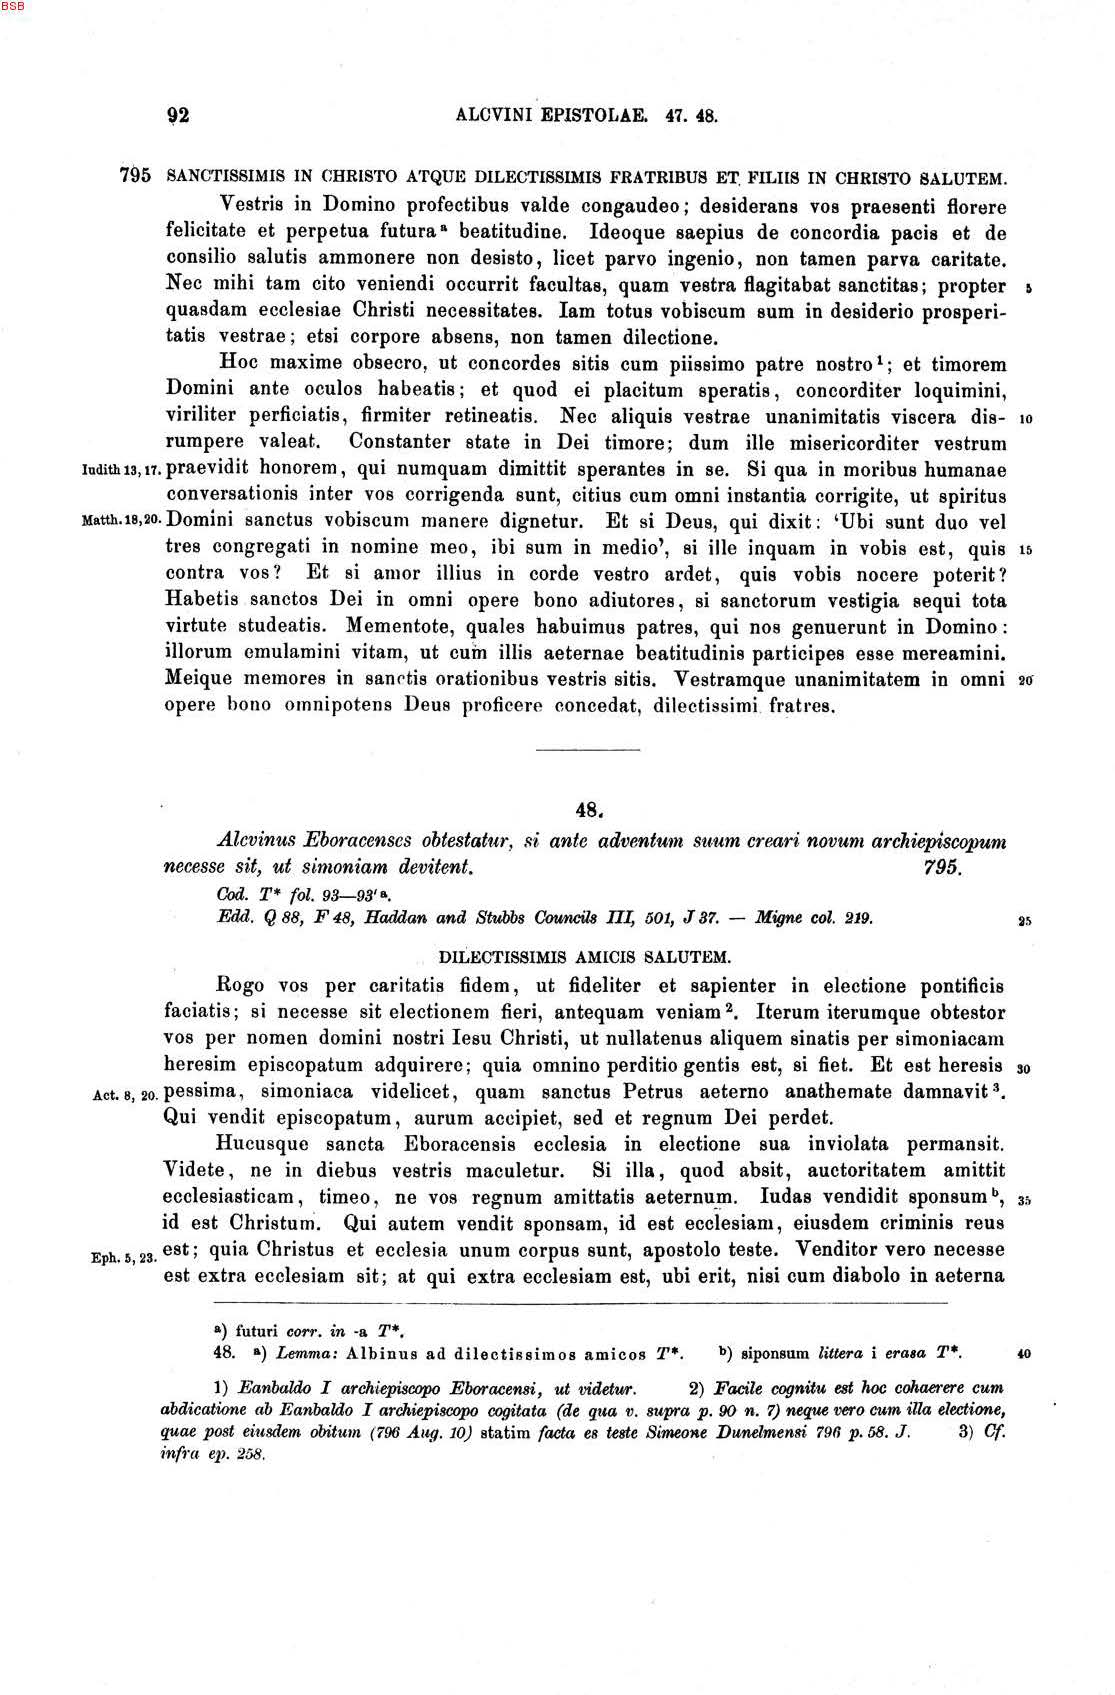 BSB
92 ALCVINI EPISTOLAE. 47. 48.
795 SANCTISSIMIS IN CHRISTO ATQUE DILECTISSIMIS FRATRIBUS ET FILIIS IN CHRISTO SALUTEM.
Vestris in Domino profectibus valde congaudeo; desiderans vos praesenti florere
felicitate et perpetua futura ᵃ beatitudine. Ideoque saepius de concordia pacis et de
consilio salutis ammonere non desisto, licet parvo ingenio, non tamen parva caritate.
Nec mihi tam cito veniendi occurrit facultas, quam vestra flagitabat sanctitas; propter 5
quasdam ecclesiae Christi necessitates. Iam totus vobiscum sum in desiderio prosperi-
tatis vestrae; etsi corpore absens, non tamen dilectione.
Hoc maxime obsecro, ut concordes sitis cum piissimo patre nostro ¹; et timorem
Domini ante oculos habeatis; et quod ei placitum speratis, concorditer loquimini,
viriliter perficiatis, firmiter retineatis. Nec aliquis vestrae unanimitatis viscera dis- 10
rumpere valeat. Constanter state in Dei timore; dum ille misericorditer vestrum
Iudith 13, 17. praevidit honorem, qui numquam dimittit sperantes in se. Si qua in moribus humanae
conversationis inter vos corrigenda sunt, citius cum omni instantia corrigite, ut spiritus
Matth. 18, 20. Domini sanctus vobiscum manere dignetur. Et si Deus, qui dixit: ‘Ubi sunt duo vel
tres congregati in nomine meo, ibi sum in medio’, si ille inquam in vobis est, quis 15
contra vos? Et si amor illius in corde vestro ardet, quis vobis nocere poterit?
Habetis sanctos Dei in omni opere bono adiutores, si sanctorum vestigia sequi tota
virtute studeatis. Mementote, quales habuimus patres, qui nos genuerunt in Domino:
illorum emulamini vitam, ut cum illis aeternae beatitudinis participes esse mereamini.
Meique memores in sanctis orationibus vestris sitis. Vestramque unanimitatem in omni 20
opere bono omnipotens Deus proficere concedat, dilectissimi fratres.
48.
Alcvinus Eboracenses obtestatur, si ante adventum suum creari novum archiepiscopum
necesse sit, ut simoniam devitent. 795.
Cod. T* fol. 93—93' ᵃ.
Edd. Q 88, F 48, Haddan and Stubbs Councils III, 501, J 37. — Migne col. 219. 25
DILECTISSIMIS AMICIS SALUTEM.
Rogo vos per caritatis fidem, ut fideliter et sapienter in electione pontificis
faciatis; si necesse sit electionem fieri, antequam veniam ². Iterum iterumque obtestor
vos per nomen domini nostri Iesu Christi, ut nullatenus aliquem sinatis per simoniacam
heresim episcopatum adquirere; quia omnino perditio gentis est, si fiet. Et est heresis 30
Act. 8, 20. pessima, simoniaca videlicet, quam sanctus Petrus aeterno anathemate damnavit ³.
Qui vendit episcopatum, aurum accipiet, sed et regnum Dei perdet.
Hucusque sancta Eboracensis ecclesia in electione sua inviolata permansit.
Videte, ne in diebus vestris maculetur. Si illa, quod absit, auctoritatem amittit
ecclesiasticam, timeo, ne vos regnum amittatis aeternum. Iudas vendidit sponsum ᵇ, 35
id est Christum. Qui autem vendit sponsam, id est ecclesiam, eiusdem criminis reus
Eph. 5, 23. est; quia Christus et ecclesia unum corpus sunt, apostolo teste. Venditor vero necesse
est extra ecclesiam sit; at qui extra ecclesiam est, ubi erit, nisi cum diabolo in aeterna
ᵃ) futuri corr. in -a T*.
48. ᵃ) Lemma: Albinus ad dilectissimos amicos T*. ᵇ) siponsum littera i erasa T*. 40
1) Eanbaldo I archiepiscopo Eboracensi, ut videtur. 2) Facile cognitu est hoc cohaerere cum
abdicatione ab Eanbaldo I archiepiscopo cogitata (de qua v. supra p. 90 n. 7) neque vero cum illa electione,
quae post eiusdem obitum (796 Aug. 10) statim facta es teste Simeone Dunelmensi 796 p. 58. J. 3) Cf.
infra ep. 258.